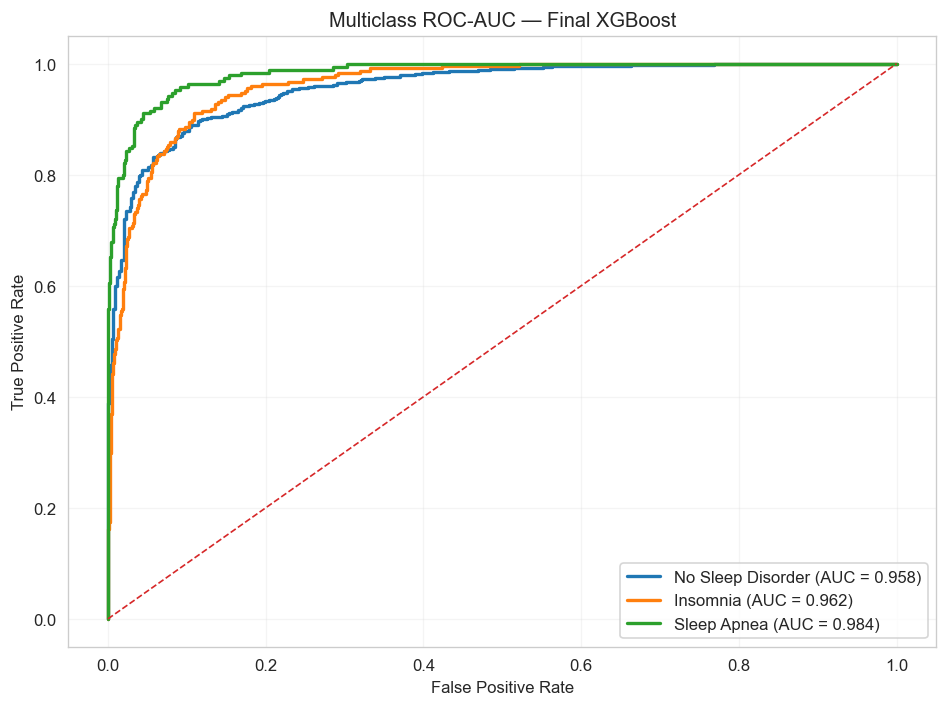 Multiclass ROC-AUC — Final XGBoost
True Positive Rate
1.0
0.8
0.6
0.4
0.2
0.0
No Sleep Disorder (AUC = 0.958)
Insomnia (AUC = 0.962)
Sleep Apnea (AUC = 0.984)
0.0 0.2 0.4 0.6 0.8 1.0
False Positive Rate